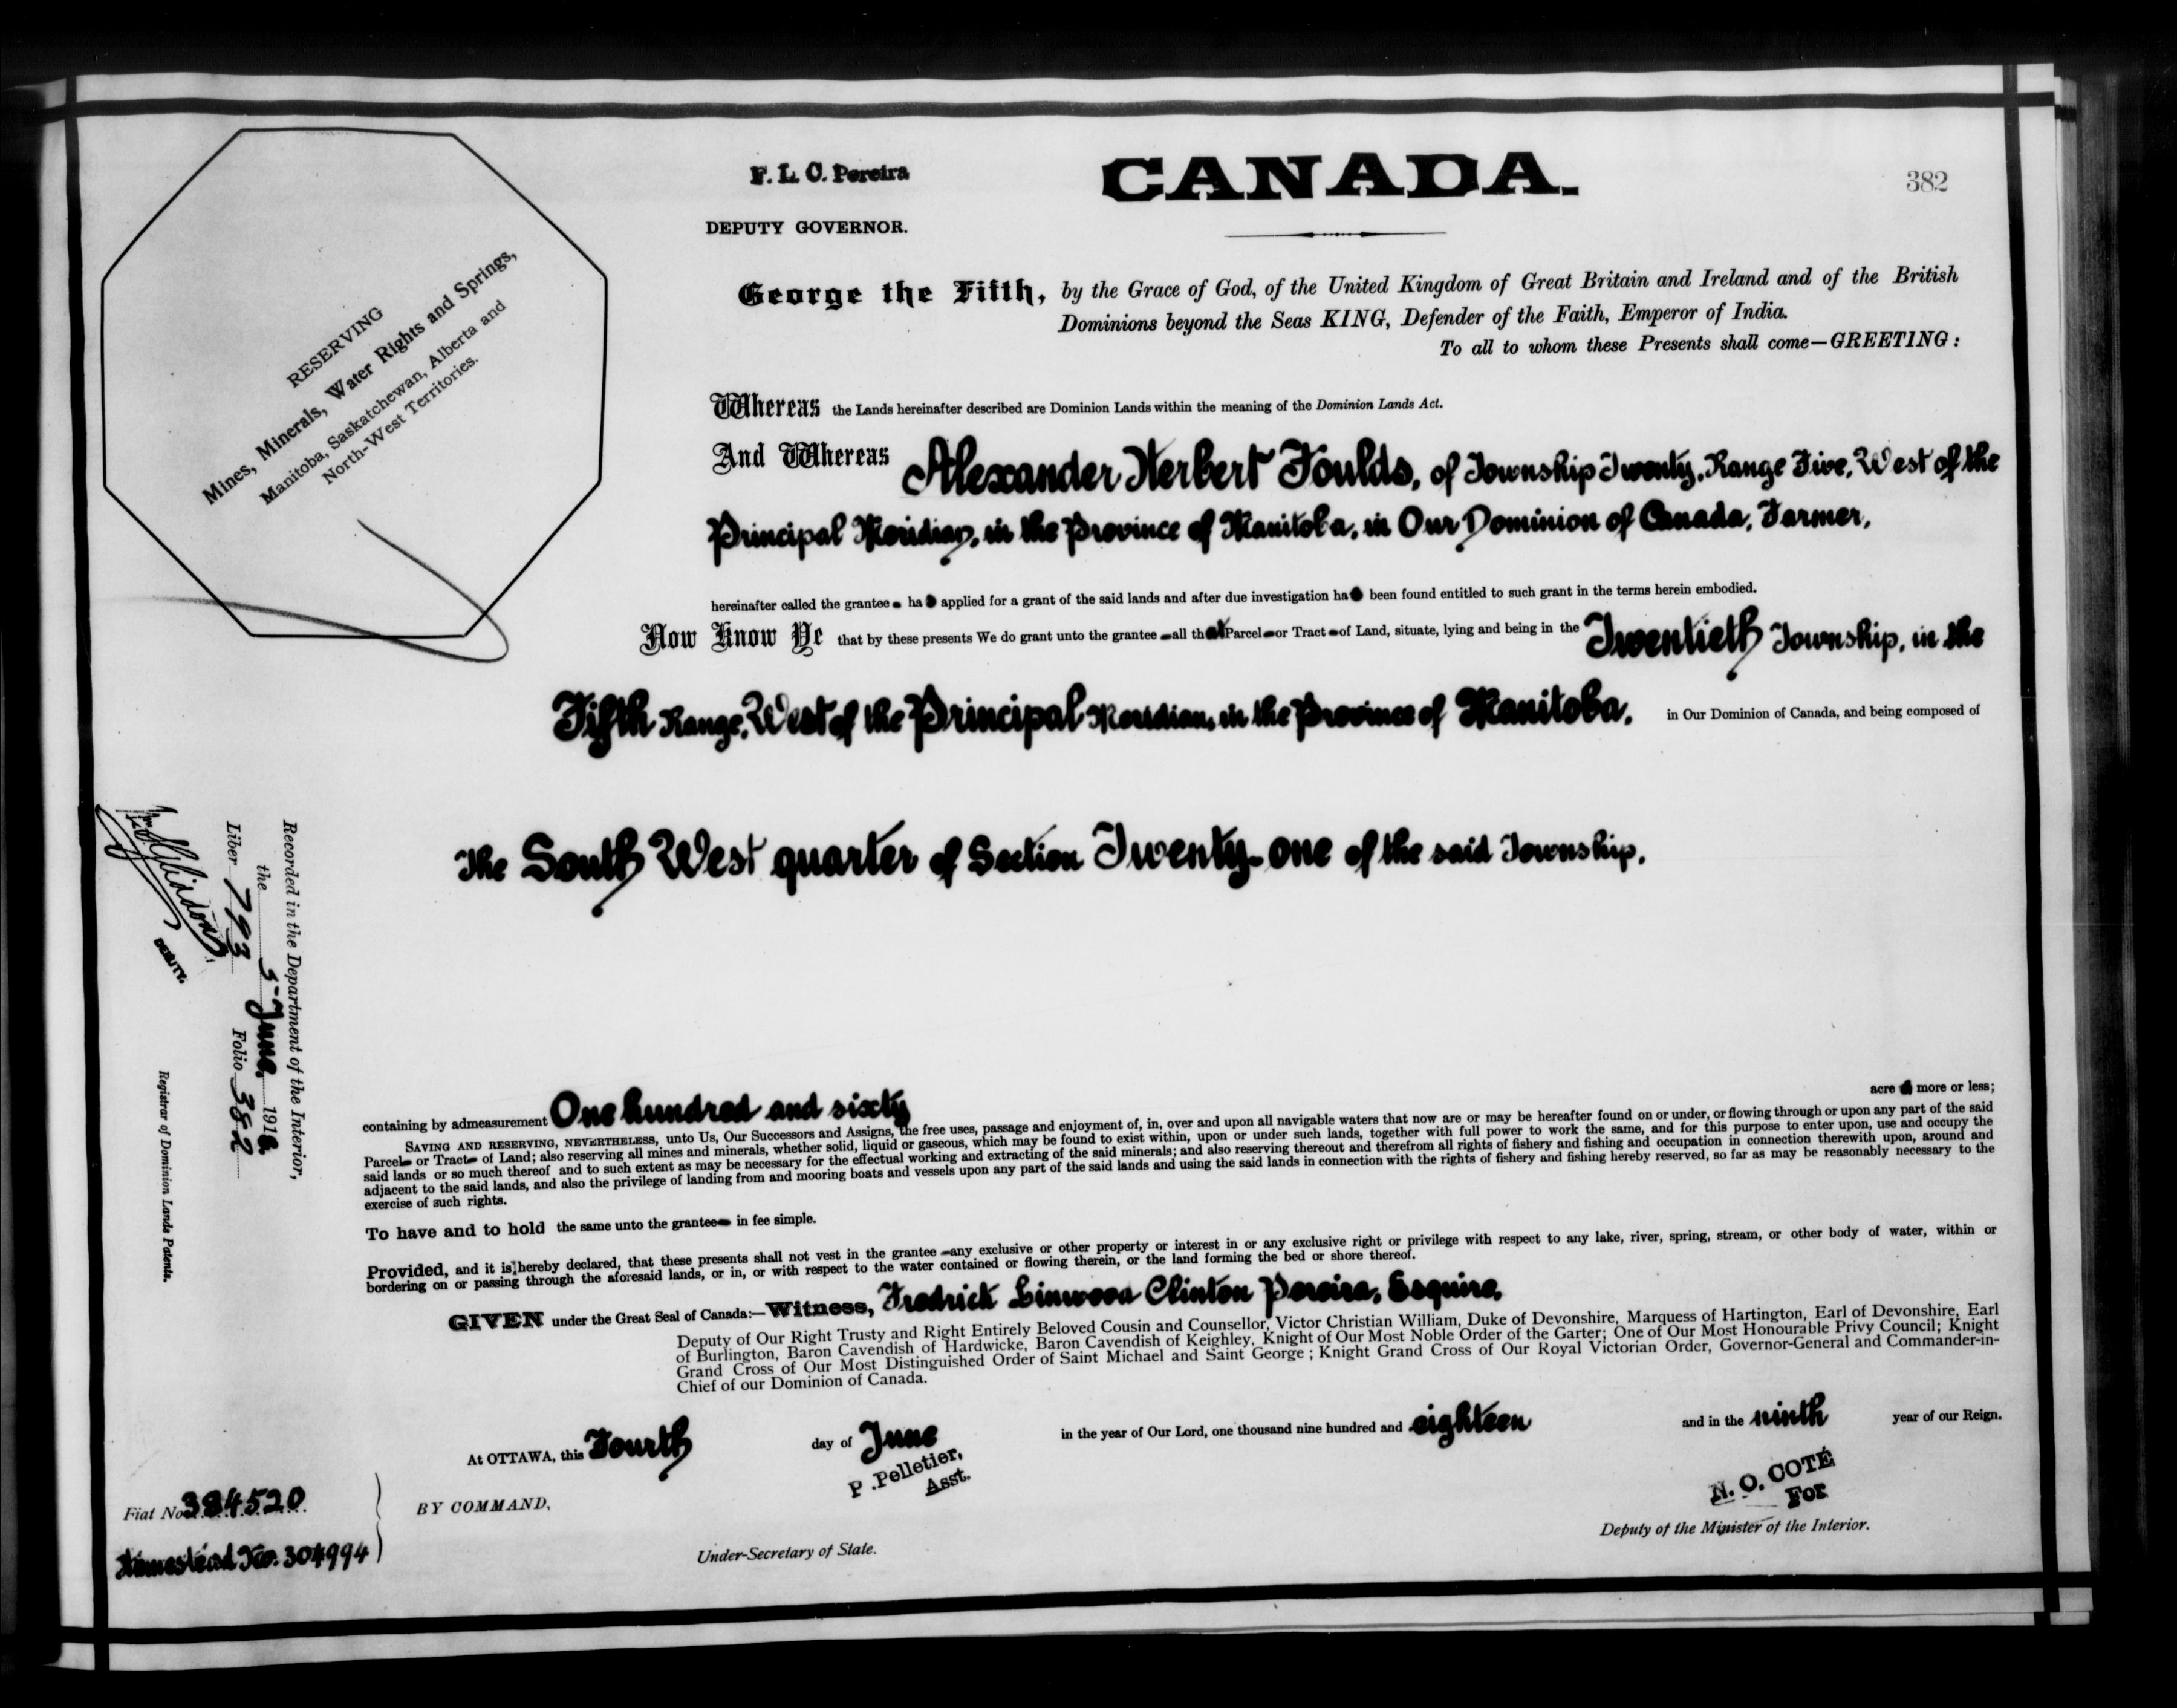 F. L. C. Pereira
DEPUTY GOVERNOR.
CANADA.
382
RESERVING
Mines, Minerals, Water Rights and Springs,
Manitoba, Saskatchewan, Alberta and
North-West Territories.
George the Fifth, by the Grace of God, of the United Kingdom of Great Britain and Ireland and of the British
Dominions beyond the Seas KING, Defender of the Faith, Emperor of India.
To all to whom these Presents shall come—GREETING:
Whereas the Lands hereinafter described are Dominion Lands within the meaning of the Dominion Lands Act.
And Whereas Alexander Herbert Foulds, of Township Twenty, Range Five, West of the
Principal Meridian, in the Province of Manitoba, in Our Dominion of Canada, Farmer,
hereinafter called the grantee ha applied for a grant of the said lands and after due investigation ha been found entitled to such grant in the terms herein embodied.
Now Know Ye that by these presents We do grant unto the grantee all that Parcel or Tract of Land, situate, lying and being in the Twentieth Township, in the
Fifth Range, West of the Principal Meridian, in the Province of Manitoba, in Our Dominion of Canada, and being composed of
The South West quarter of Section Twenty-one of the said Township.
containing by admeasurement One hundred and sixty acre more or less;
SAVING AND RESERVING, NEVERTHELESS, unto Us, Our Successors and Assigns, the free uses, passage and enjoyment of, in, over and upon all navigable waters that now are or may be hereafter found on or under, or flowing through or upon any part of the said
Parcel or Tract of Land; also reserving all mines and minerals, whether solid, liquid or gaseous, which may be found to exist within, upon or under such lands, together with full power to work the same, and for this purpose to enter upon, use and occupy the
said lands or so much thereof and to such extent as may be necessary for the effectual working and extracting of the said minerals; and also reserving thereout and therefrom all rights of fishery and fishing and occupation in connection therewith upon, around and
adjacent to the said lands, and also the privilege of landing from and mooring boats and vessels upon any part of the said lands and using the said lands in connection with the rights of fishery and fishing hereby reserved, so far as may be reasonably necessary to the
exercise of such rights.
To have and to hold the same unto the grantee in fee simple.
Provided, and it is hereby declared, that these presents shall not vest in the grantee any exclusive or other property or interest in or any exclusive right or privilege with respect to any lake, river, spring, stream, or other body of water, within or
bordering on or passing through the aforesaid lands, or in, or with respect to the water contained or flowing therein, or the land forming the bed or shore thereof.
GIVEN under the Great Seal of Canada:—Witness, Fredrick Linwood Clinton Pereira, Esquire,
Deputy of Our Right Trusty and Right Entirely Beloved Cousin and Counsellor, Victor Christian William, Duke of Devonshire, Marquess of Hartington, Earl of Devonshire, Earl
of Burlington, Baron Cavendish of Hardwicke, Baron Cavendish of Keighley, Knight of Our Most Noble Order of the Garter; One of Our Most Honourable Privy Council; Knight
Grand Cross of Our Most Distinguished Order of Saint Michael and Saint George; Knight Grand Cross of Our Royal Victorian Order, Governor-General and Commander-in-
Chief of our Dominion of Canada.
At OTTAWA, this Fourth day of June in the year of Our Lord, one thousand nine hundred and eighteen and in the ninth year of our Reign.
P. Pelletier,
Asst.
N. O. COTÉ
For
BY COMMAND,
Under-Secretary of State.
Deputy of the Minister of the Interior.
Fiat No. 384520
Homestead No. 304994
Recorded in the Department of the Interior,
the 5 June, 1918
Liber 793 Folio 382
DEPUTY.
Registrar of Dominion Lands Patents.